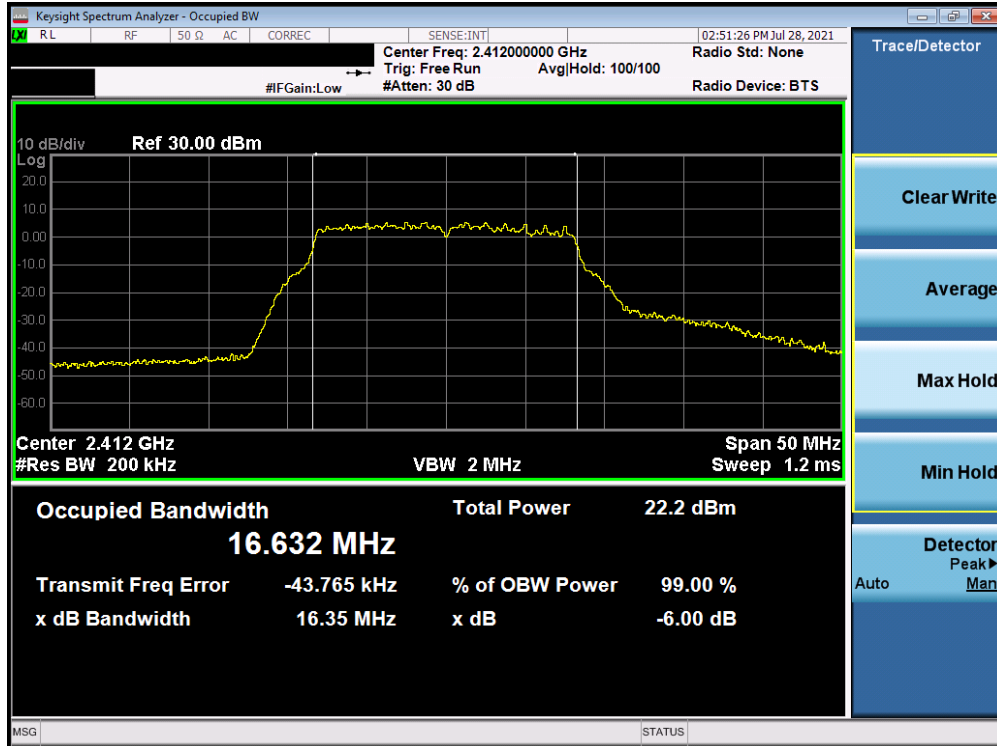 Keysight Spectrum Analyzer - Occupied BW
LXI RL RF 50 Ω AC CORREC SENSE:INT 02:51:26 PM Jul 28, 2021
Center Freq: 2.412000000 GHz Radio Std: None
Trig: Free Run Avg|Hold: 100/100
#IFGain:Low #Atten: 30 dB Radio Device: BTS
10 dB/div Ref 30.00 dBm
Log
20.0
10.0
0.00
-10.0
-20.0
-30.0
-40.0
-50.0
-60.0
Center 2.412 GHz Span 50 MHz
#Res BW 200 kHz VBW 2 MHz Sweep 1.2 ms
Occupied Bandwidth Total Power 22.2 dBm
16.632 MHz
Transmit Freq Error -43.765 kHz % of OBW Power 99.00 %
x dB Bandwidth 16.35 MHz x dB -6.00 dB
MSG STATUS
Trace/Detector
Clear Write
Average
Max Hold
Min Hold
Detector
Peak▶
Auto Man